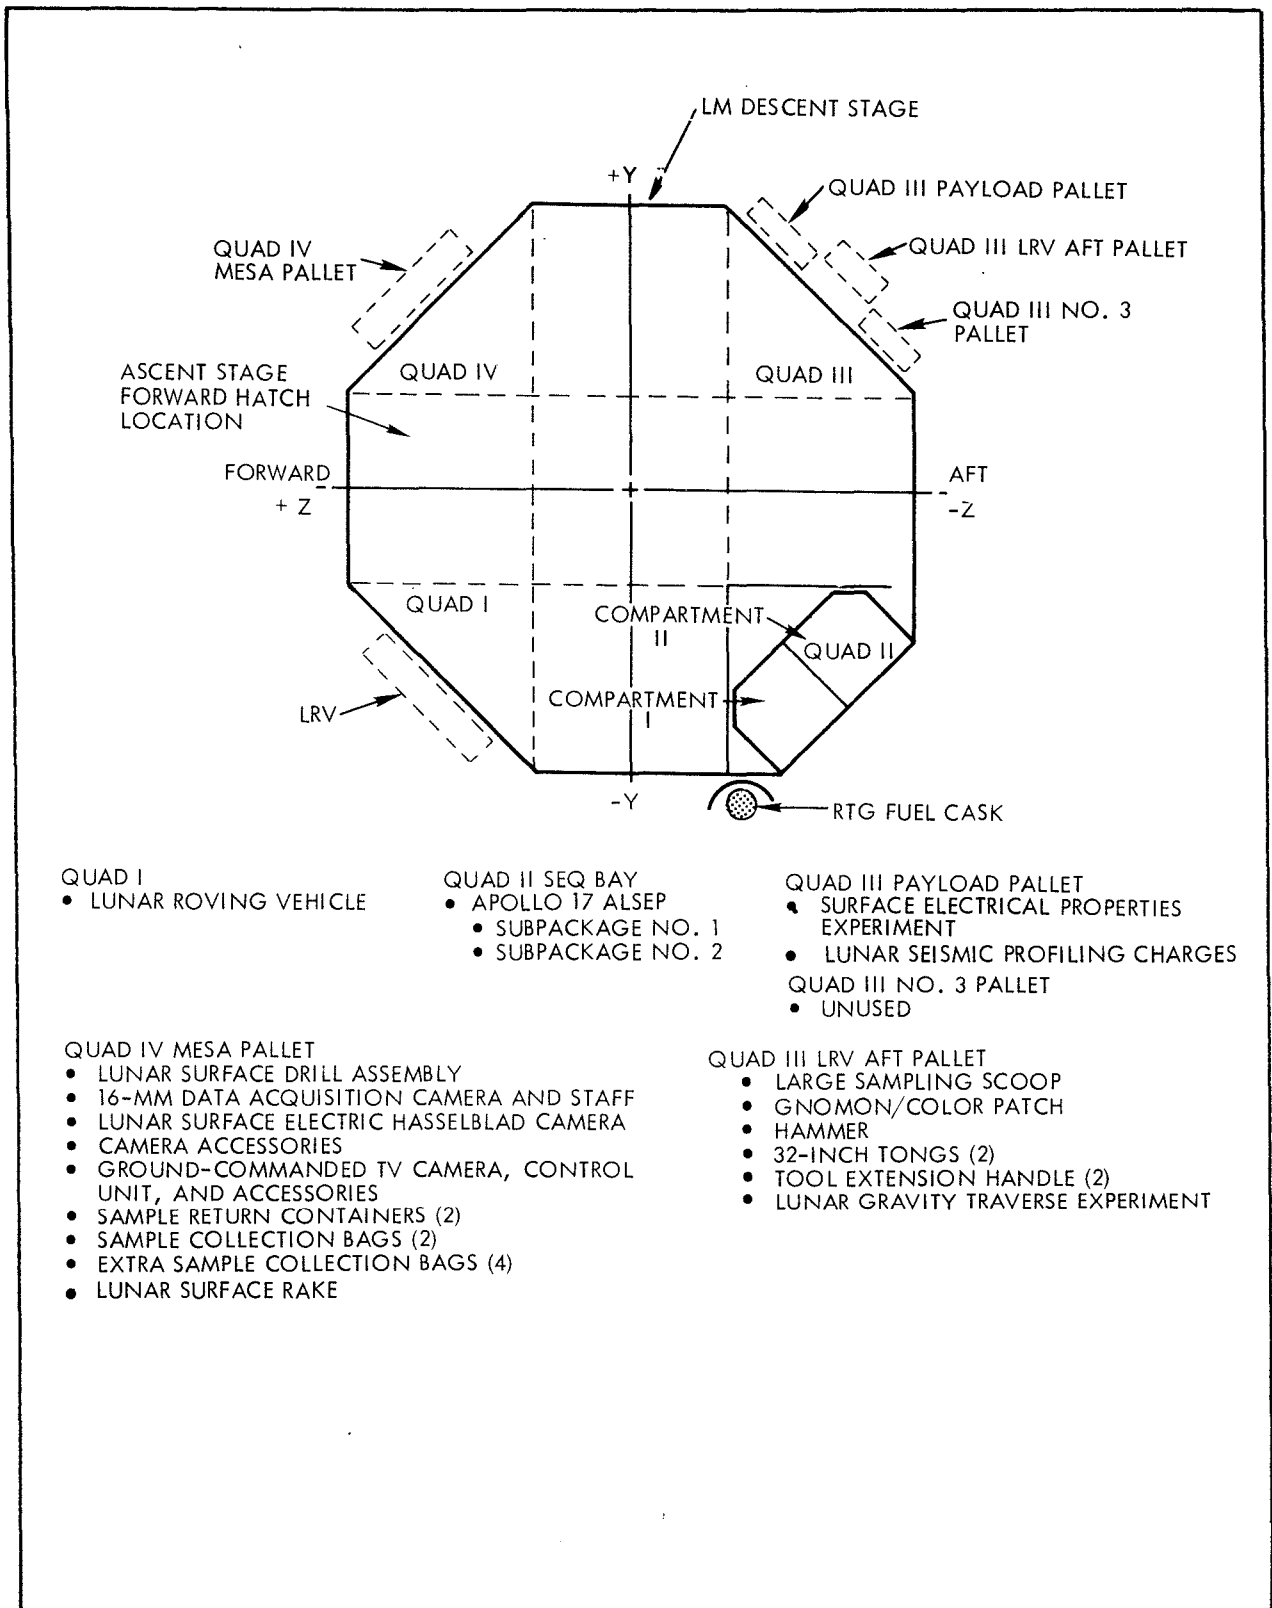 LM DESCENT STAGE
+Y
QUAD III PAYLOAD PALLET
QUAD IV
MESA PALLET
QUAD III LRV AFT PALLET
QUAD III NO. 3
PALLET
ASCENT STAGE
FORWARD HATCH
LOCATION
QUAD IV
QUAD III
FORWARD
+ Z
AFT
-Z
QUAD I
COMPARTMENT
II
QUAD II
COMPARTMENT
I
LRV
-Y
RTG FUEL CASK
QUAD I
• LUNAR ROVING VEHICLE
QUAD II SEQ BAY
• APOLLO 17 ALSEP
• SUBPACKAGE NO. 1
• SUBPACKAGE NO. 2
QUAD III PAYLOAD PALLET
• SURFACE ELECTRICAL PROPERTIES
EXPERIMENT
• LUNAR SEISMIC PROFILING CHARGES
QUAD III NO. 3 PALLET
• UNUSED
QUAD IV MESA PALLET
• LUNAR SURFACE DRILL ASSEMBLY
• 16-MM DATA ACQUISITION CAMERA AND STAFF
• LUNAR SURFACE ELECTRIC HASSELBLAD CAMERA
• CAMERA ACCESSORIES
• GROUND-COMMANDED TV CAMERA, CONTROL
UNIT, AND ACCESSORIES
• SAMPLE RETURN CONTAINERS (2)
• SAMPLE COLLECTION BAGS (2)
• EXTRA SAMPLE COLLECTION BAGS (4)
• LUNAR SURFACE RAKE
QUAD III LRV AFT PALLET
• LARGE SAMPLING SCOOP
• GNOMON/COLOR PATCH
• HAMMER
• 32-INCH TONGS (2)
• TOOL EXTENSION HANDLE (2)
• LUNAR GRAVITY TRAVERSE EXPERIMENT